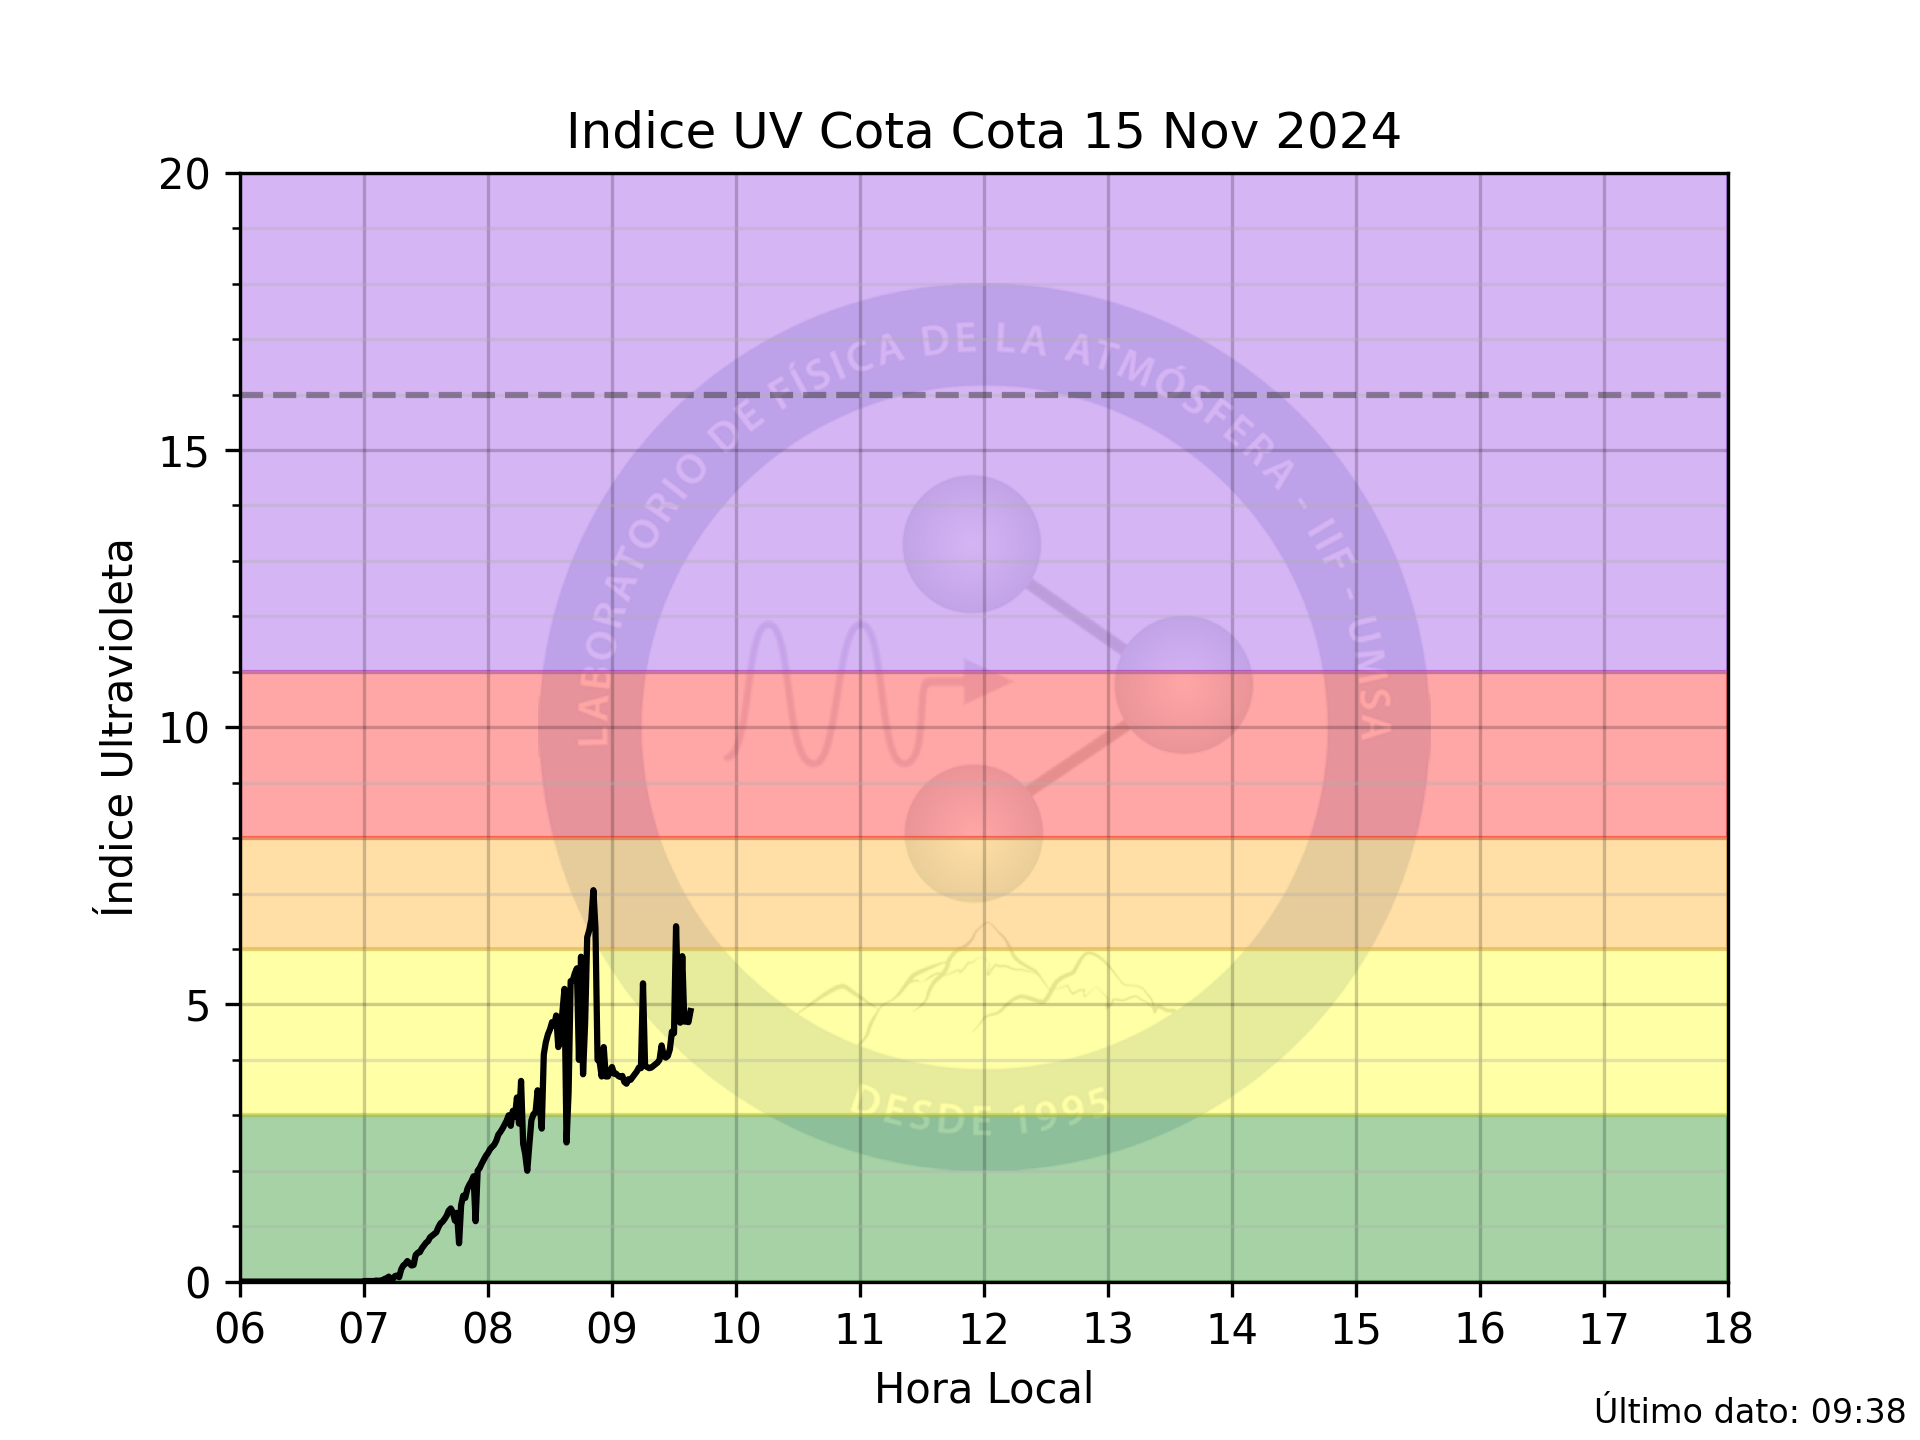 Indice UV Cota Cota 15 Nov 2024
20
15
10
5
0
Índice Ultravioleta
LABORATORIO DE FÍSICA DE LA ATMÓSFERA - IIF - UMSA
DESDE 1995
06 07 08 09 10 11 12 13 14 15 16 17 18
Hora Local
Último dato: 09:38